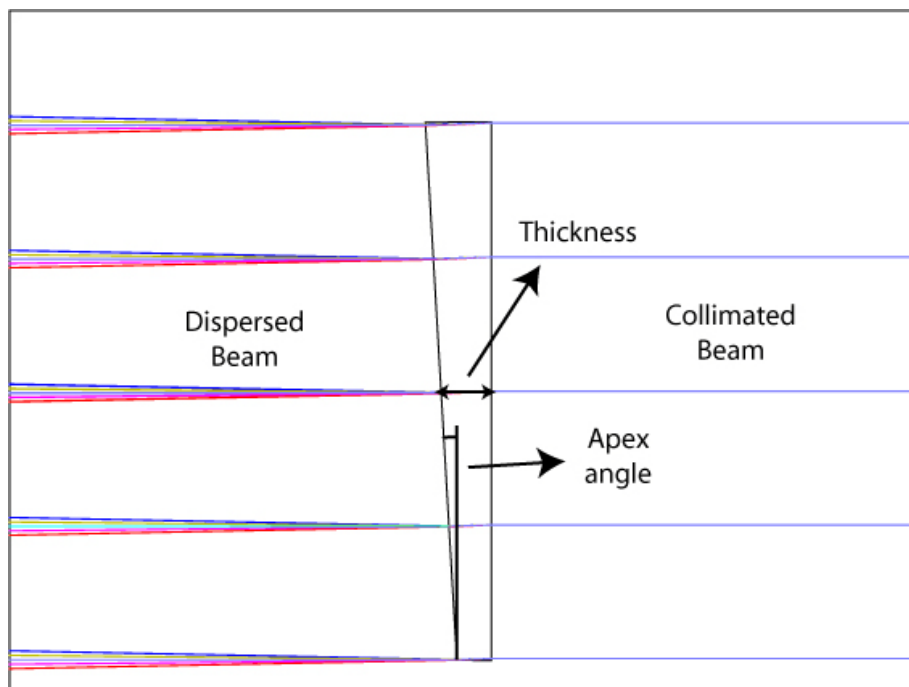 Thickness
Dispersed
Beam
Collimated
Beam
Apex
angle